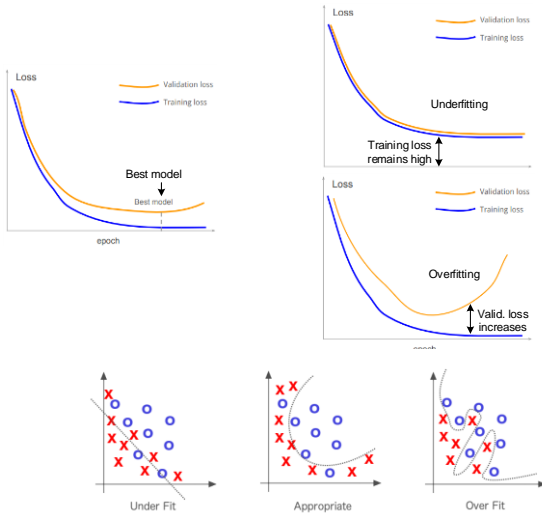 Loss
Validation loss
Training loss
Best model
Best model
epoch
Loss
Validation loss
Training loss
Underfitting
Training loss
remains high
Loss
Validation loss
Training loss
Overfitting
Valid. loss
increases
X X O O O X O X X O X O X O X X O X
Under Fit
X X X O O O X O O X O X X X O X
Appropriate
X O O X O X X O X X O X X O O
Over Fit